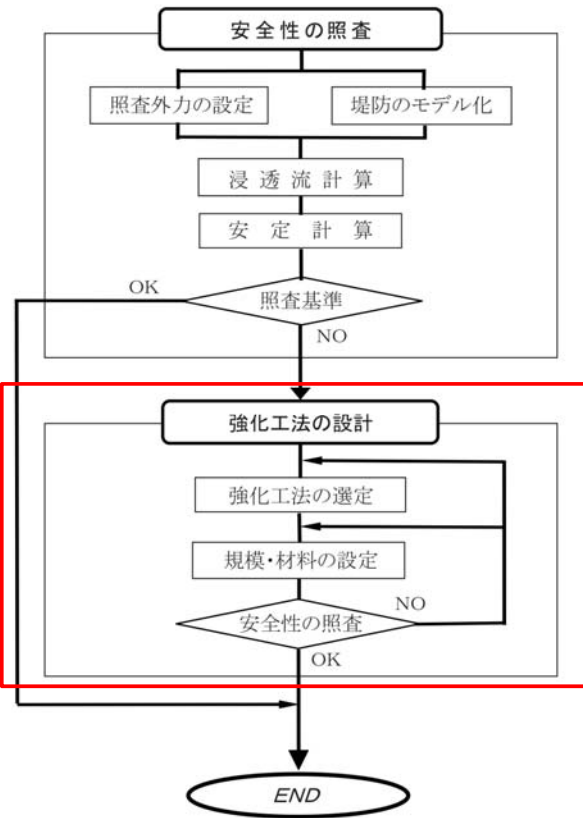 安全性の照査
照査外力の設定
堤防のモデル化
浸透流計算
安定計算
OK
照査基準
NO
強化工法の設計
強化工法の選定
規模・材料の設定
NO
安全性の照査
OK
END